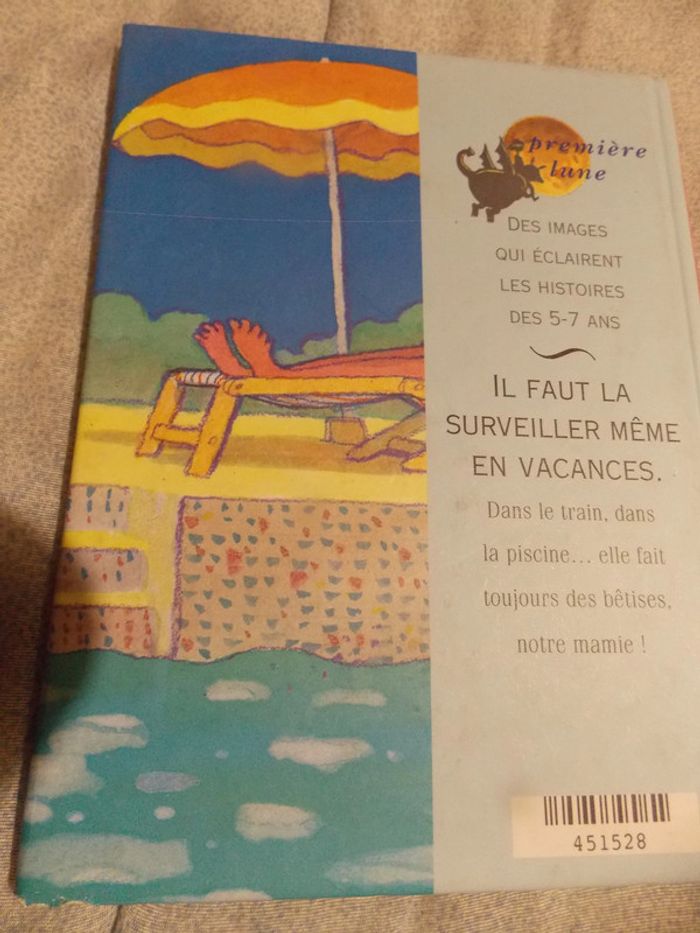 première
lune
DES IMAGES
QUI ÉCLAIRENT
LES HISTOIRES
DES 5-7 ANS
IL FAUT LA
SURVEILLER MÊME
EN VACANCES.
Dans le train, dans
la piscine... elle fait
toujours des bêtises,
notre mamie !
451528